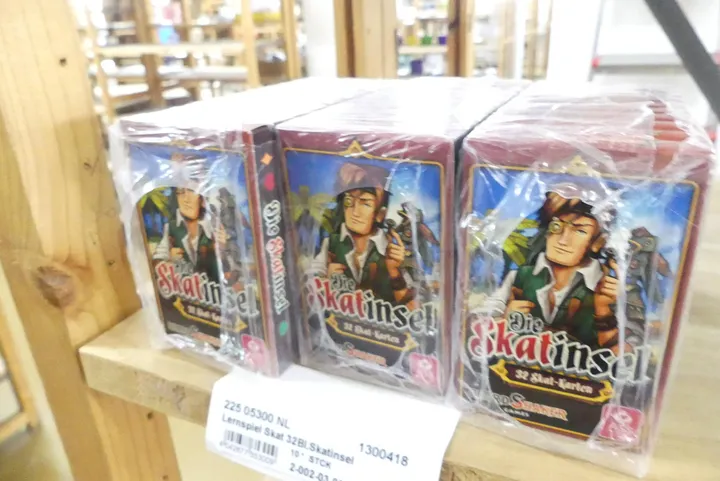 Die
Skatinsel
32 Skat-Karten
Die Skatinsel
Die
Skatinsel
32 Skat-Karten
Die
Skatinsel
32 Skat-Karten
GAMES
225 05300 NL
Lernspiel Skat 32Bl.Skatinsel
10* STCK
1300418